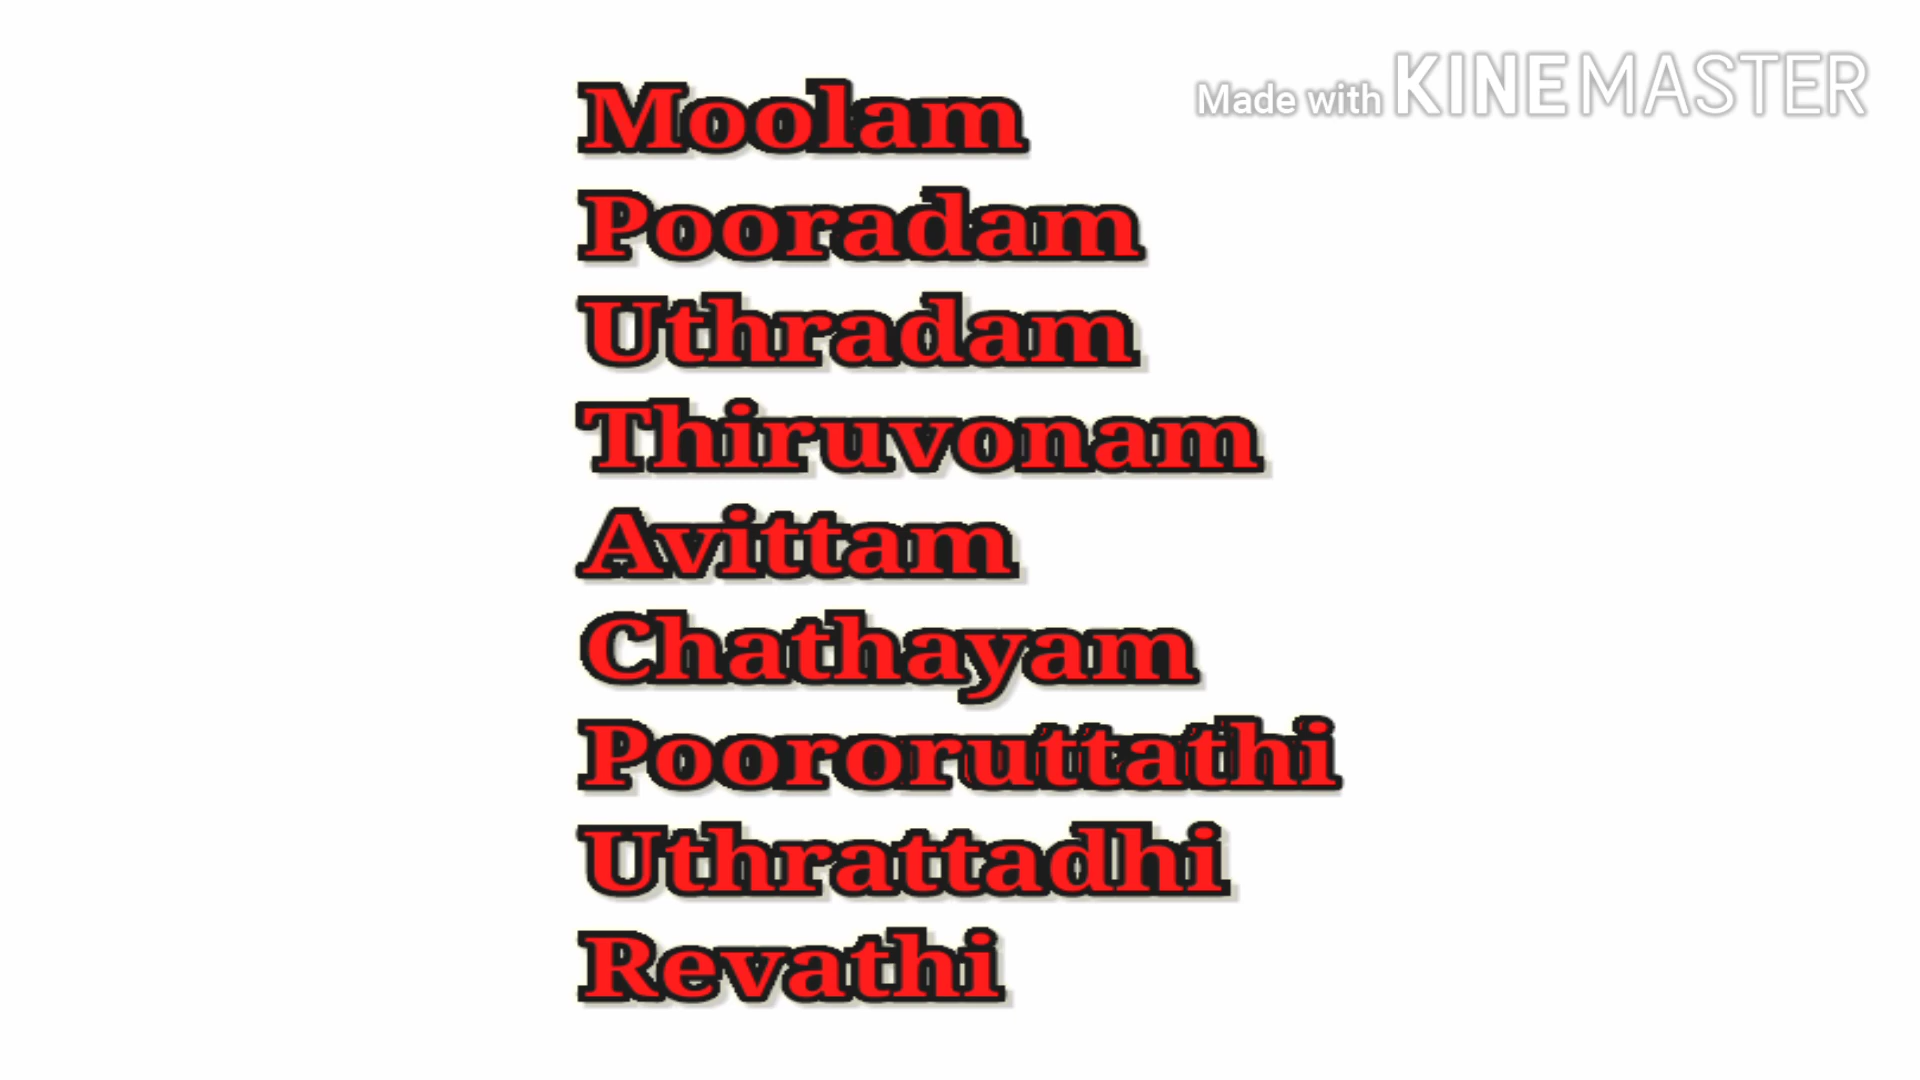 Made with KINEMASTER
Moolam
Pooradam
Uthradam
Thiruvonam
Avittam
Chathayam
Poororuttathi
Uthrattadhi
Revathi